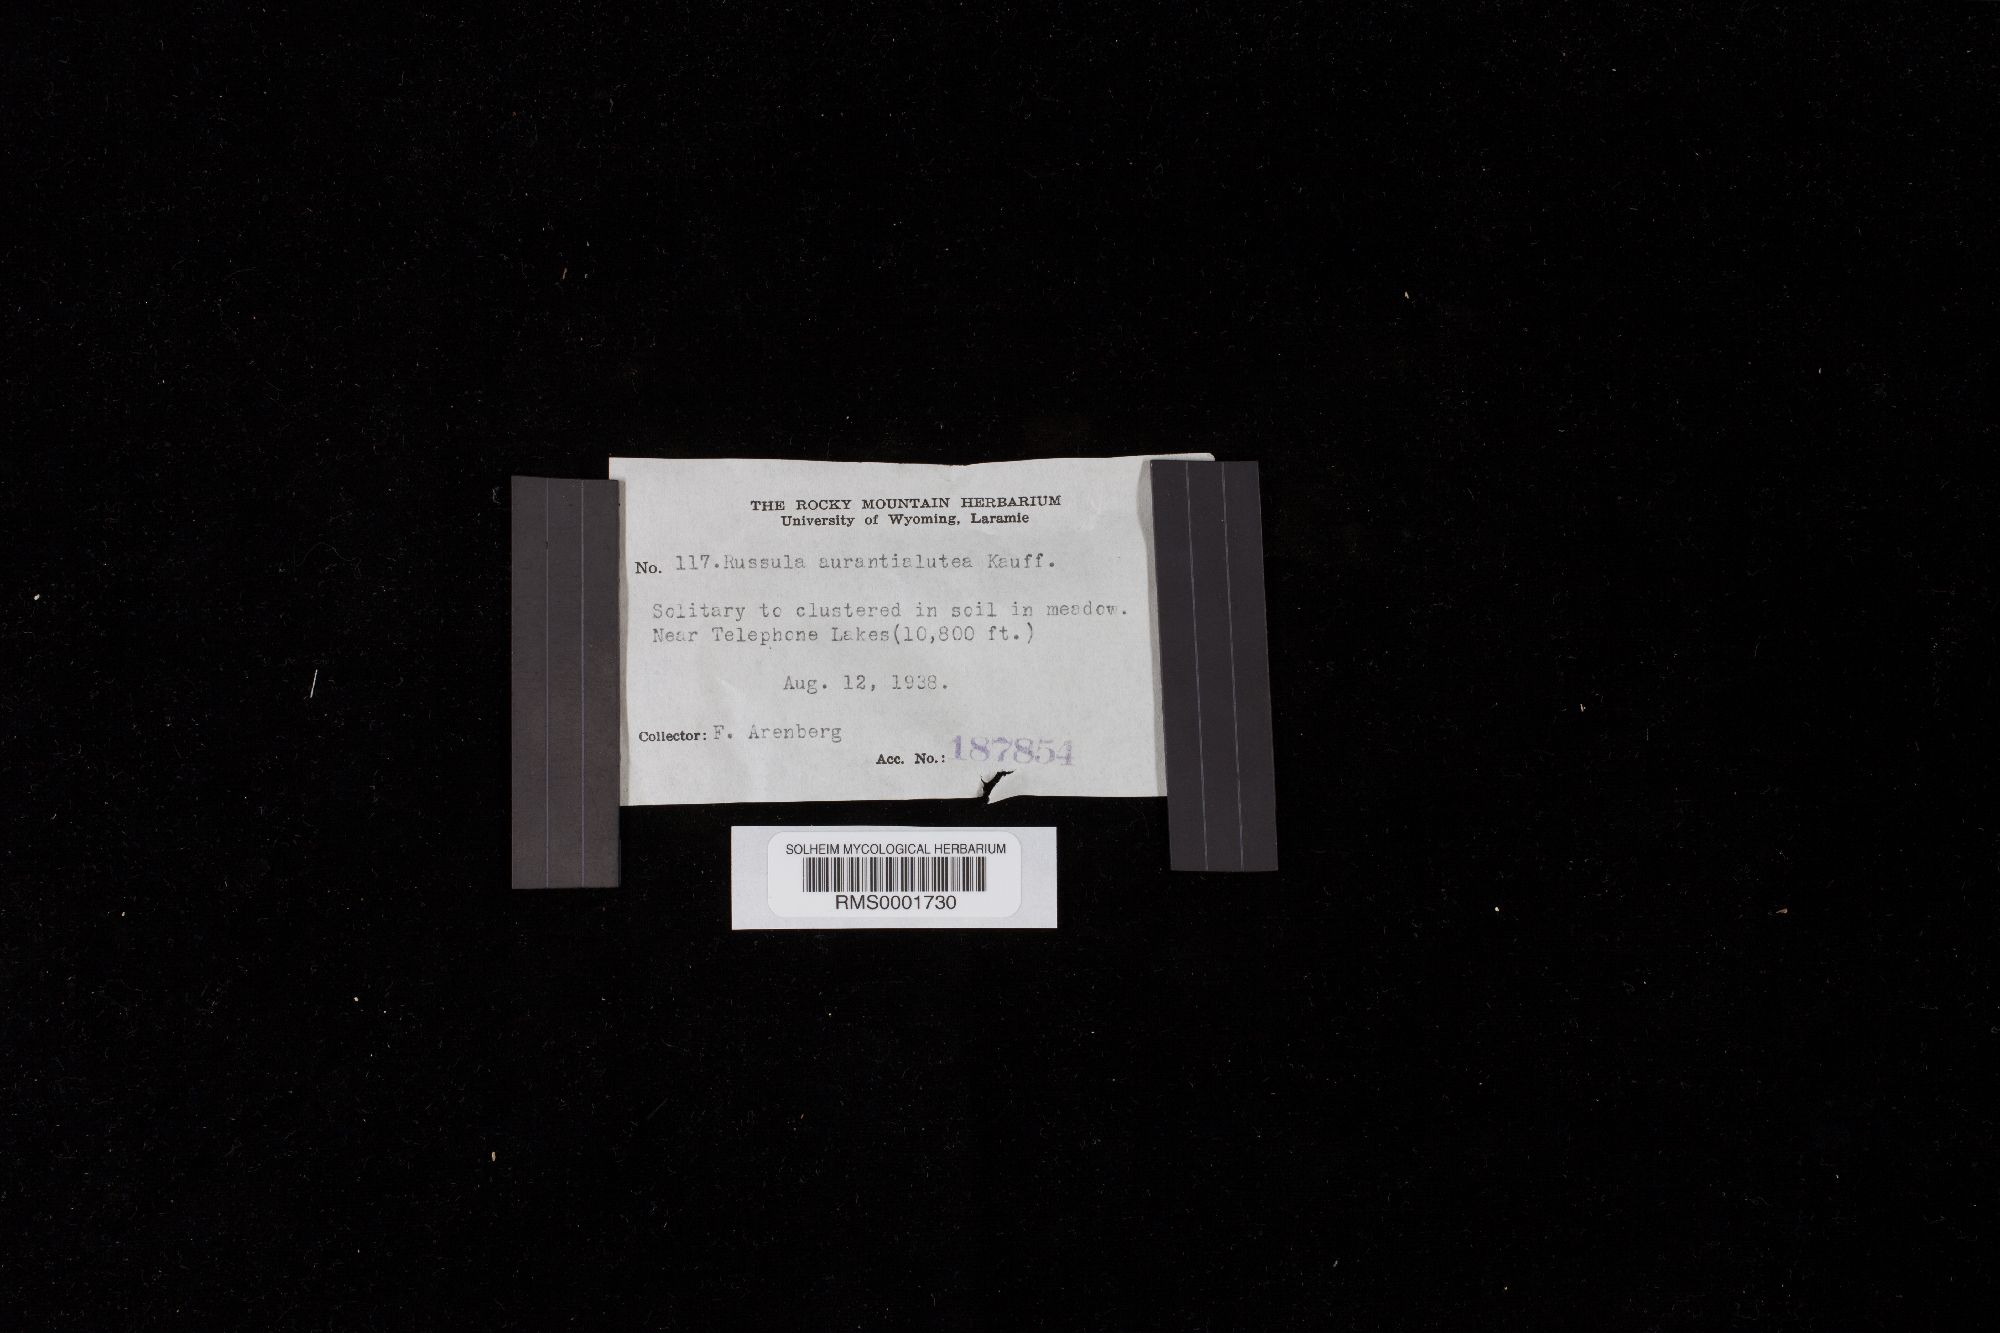 THE ROCKY MOUNTAIN HERBARIUM
University of Wyoming, Laramie
No. 117.Russula aurantialutea Kauff.
Solitary to clustered in soil in meadow.
Near Telephone Lakes(10,800 ft.)
Aug. 12, 1938.
Collector: F. Arenberg
Acc. No.: 187854
SOLHEIM MYCOLOGICAL HERBARIUM
RMS0001730